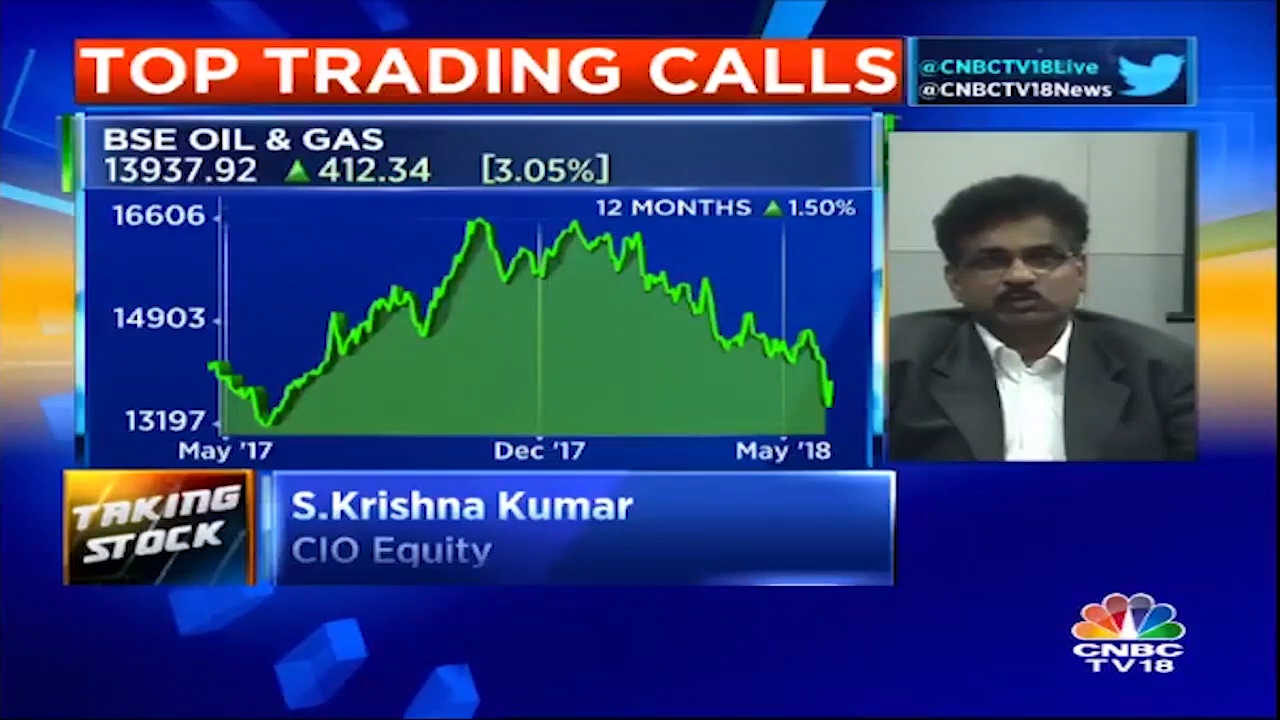 TOP TRADING CALLS
@CNBCTV18Live
@CNBCTV18News
BSE OIL & GAS
13937.92 ▲412.34 [3.05%]
12 MONTHS ▲1.50%
16606
14903
13197
May '17 Dec '17 May '18
TAKING
STOCK
S.Krishna Kumar
CIO Equity
CNBC
TV18